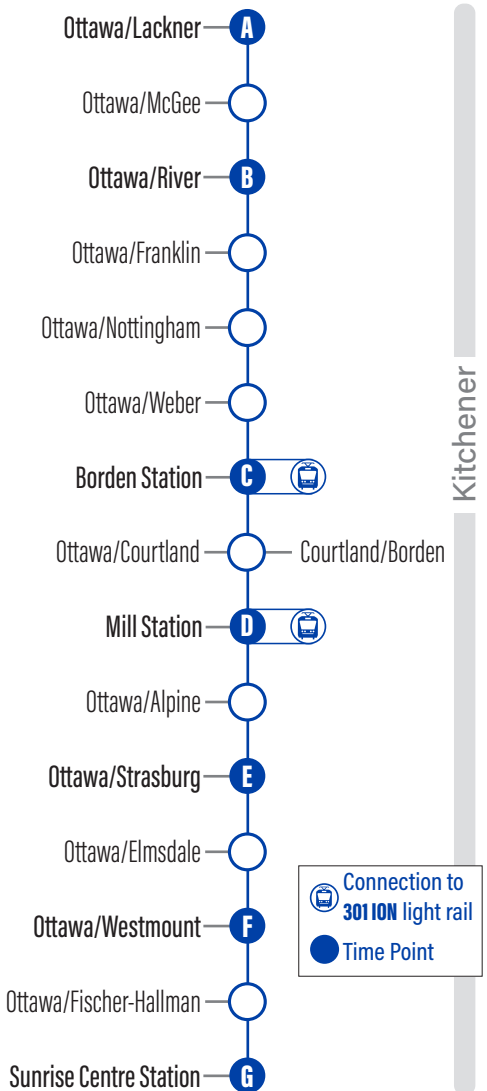 Ottawa/Lackner
A
Ottawa/McGee
Ottawa/River
B
Ottawa/Franklin
Ottawa/Nottingham
Ottawa/Weber
Kitchener
Borden Station
C
Ottawa/Courtland
Courtland/Borden
Mill Station
D
Ottawa/Alpine
Ottawa/Strasburg
E
Ottawa/Elmsdale
Connection to
301 ION light rail
Ottawa/Westmount
F
Time Point
Ottawa/Fischer-Hallman
Sunrise Centre Station
G